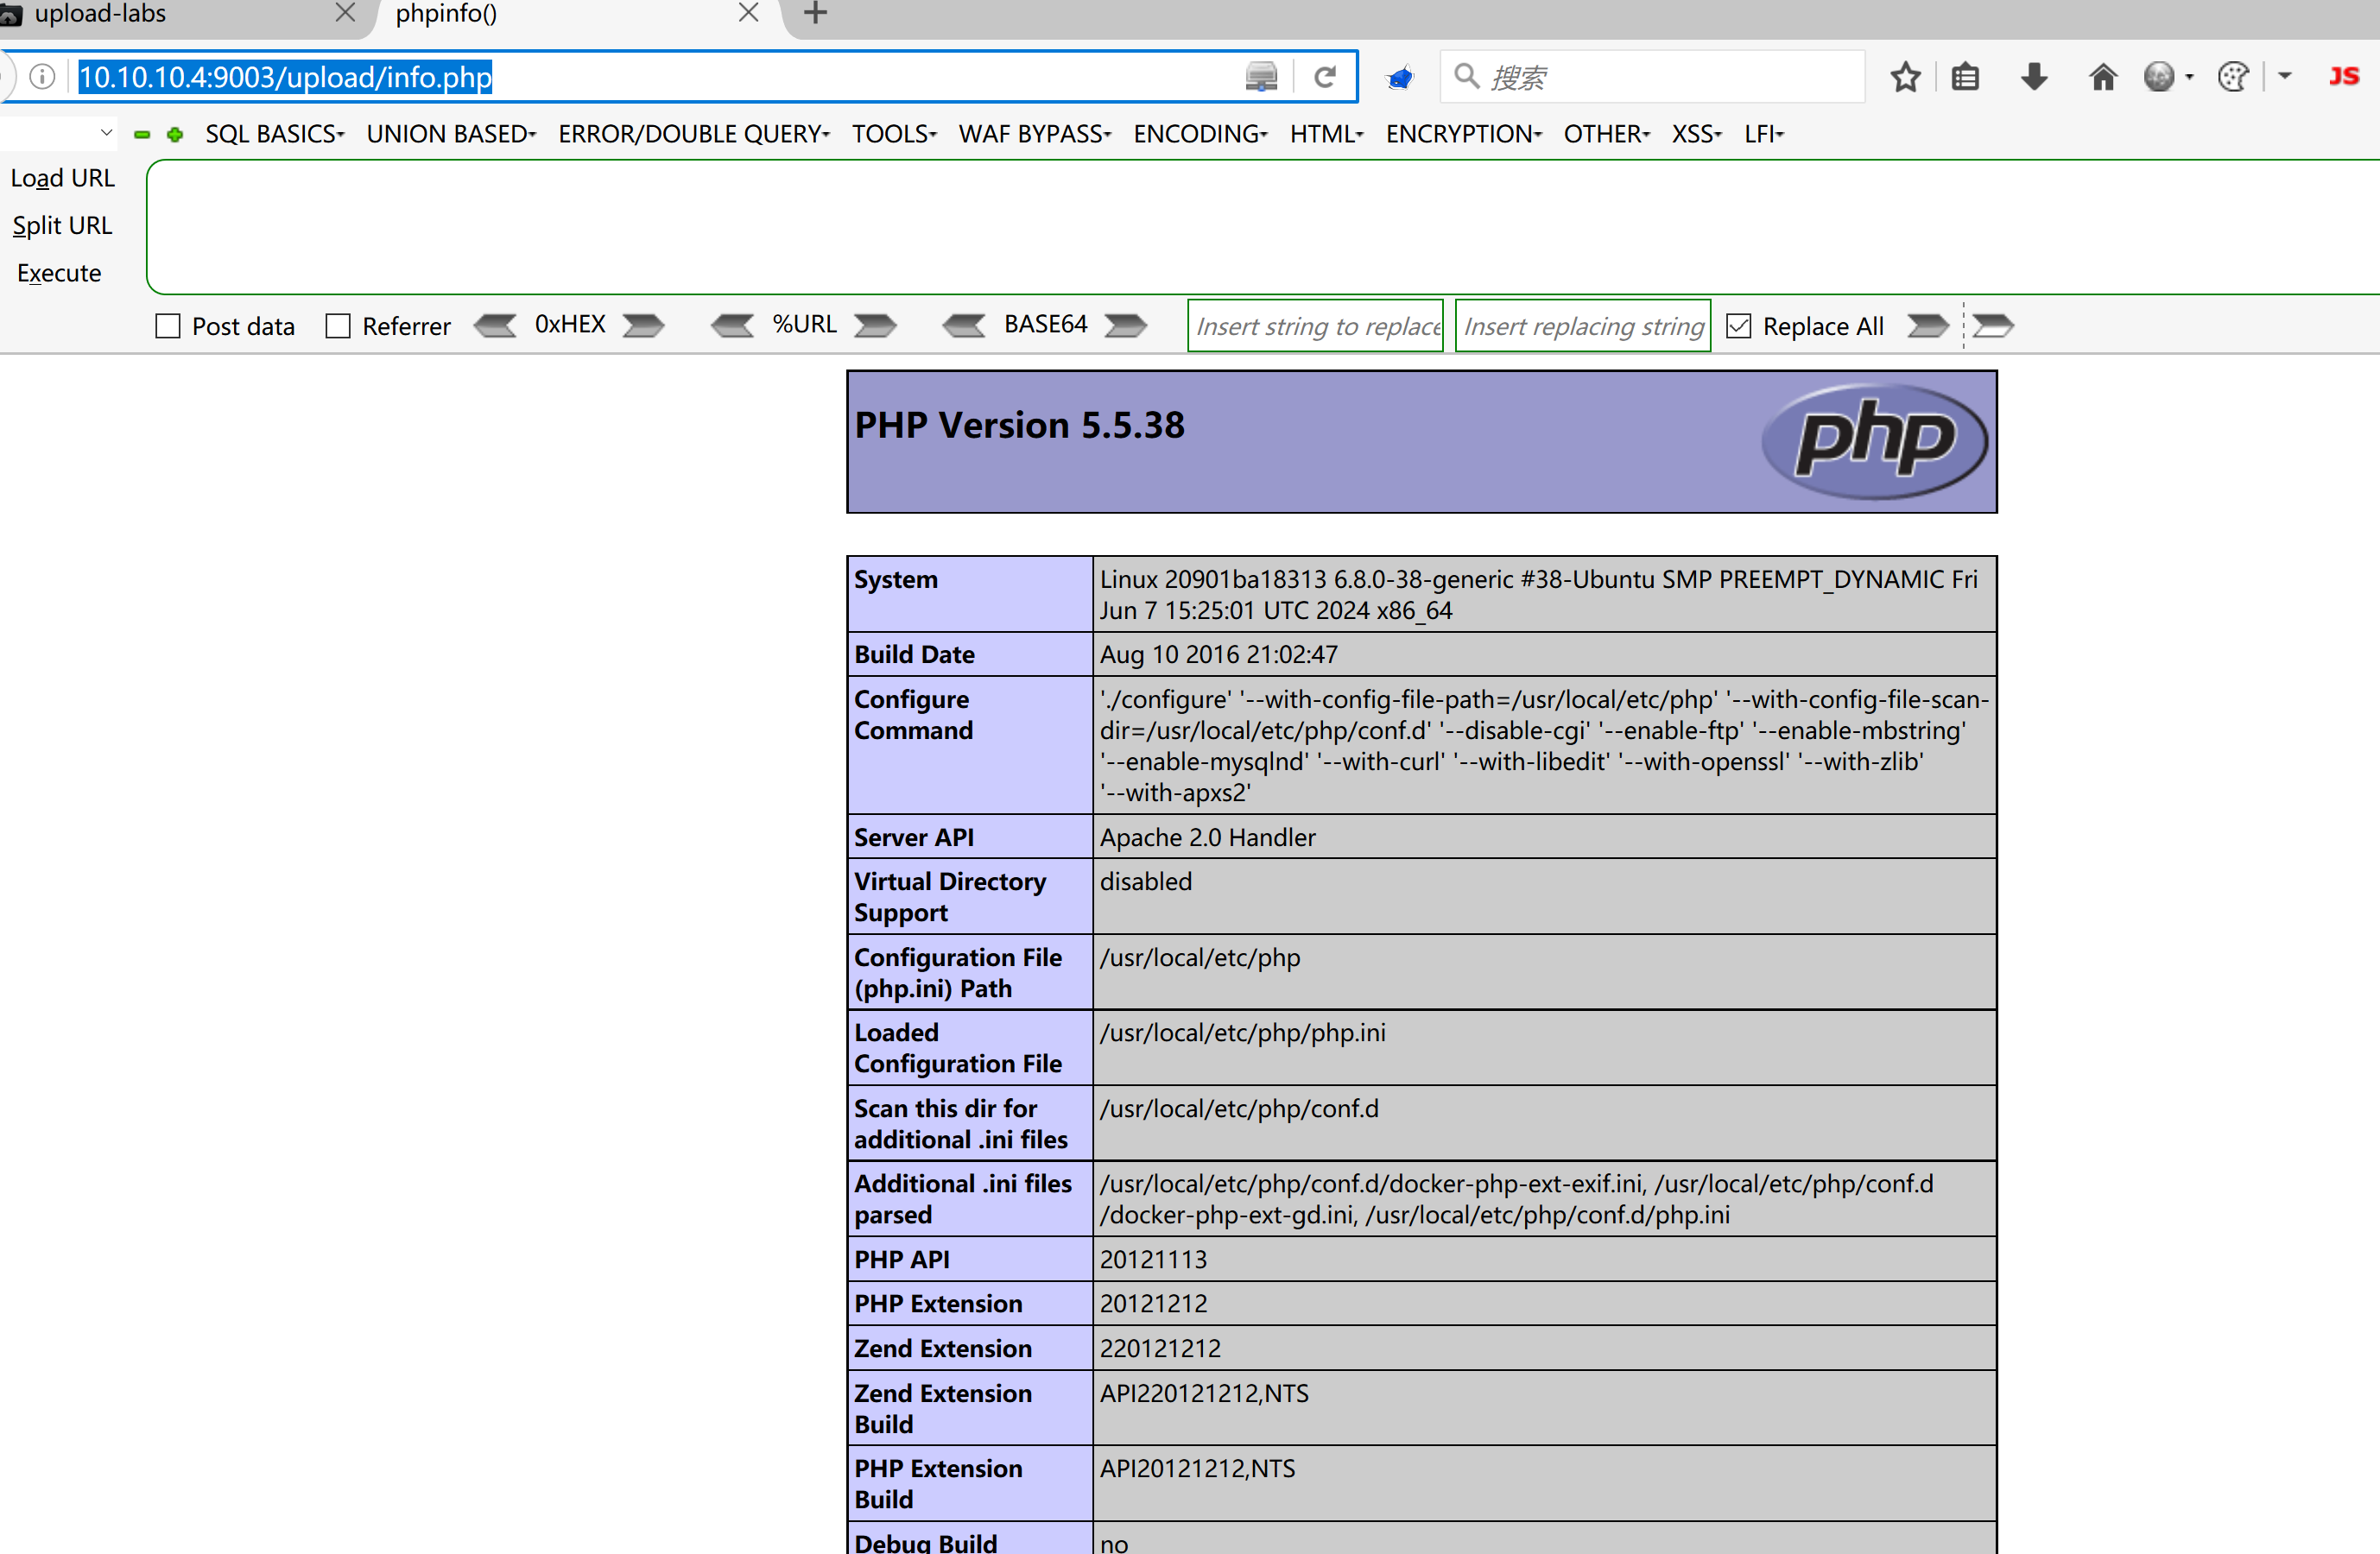 upload-labs
phpinfo()
10.10.10.4:9003/upload/info.php
搜索
JS
SQL BASICS UNION BASED ERROR/DOUBLE QUERY TOOLS WAF BYPASS ENCODING HTML ENCRYPTION OTHER XSS LFI
Load URL
Split URL
Execute
Post data Referrer 0xHEX %URL BASE64 Insert string to replace Insert replacing string Replace All
PHP Version 5.5.38
php
System
Linux 20901ba18313 6.8.0-38-generic #38-Ubuntu SMP PREEMPT_DYNAMIC Fri
Jun 7 15:25:01 UTC 2024 x86_64
Build Date
Aug 10 2016 21:02:47
Configure
Command
'./configure' '--with-config-file-path=/usr/local/etc/php' '--with-config-file-scan-
dir=/usr/local/etc/php/conf.d' '--disable-cgi' '--enable-ftp' '--enable-mbstring'
'--enable-mysqlnd' '--with-curl' '--with-libedit' '--with-openssl' '--with-zlib'
'--with-apxs2'
Server API
Apache 2.0 Handler
Virtual Directory
Support
disabled
Configuration File
(php.ini) Path
/usr/local/etc/php
Loaded
Configuration File
/usr/local/etc/php/php.ini
Scan this dir for
additional .ini files
/usr/local/etc/php/conf.d
Additional .ini files
parsed
/usr/local/etc/php/conf.d/docker-php-ext-exif.ini, /usr/local/etc/php/conf.d
/docker-php-ext-gd.ini, /usr/local/etc/php/conf.d/php.ini
PHP API
20121113
PHP Extension
20121212
Zend Extension
220121212
Zend Extension
Build
API220121212,NTS
PHP Extension
Build
API20121212,NTS
Debug Build
no